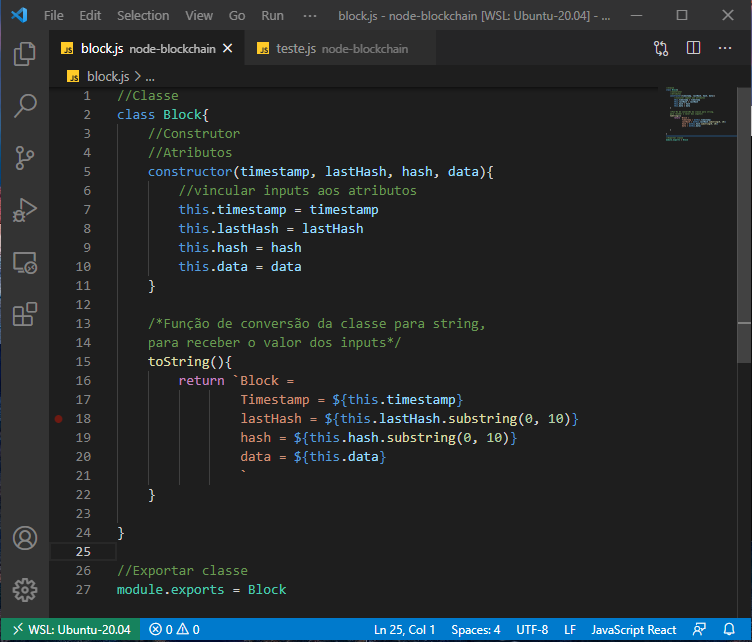 File Edit Selection View Go Run ··· block.js - node-blockchain [WSL: Ubuntu-20.04] - ...
JS block.js node-blockchain JS teste.js node-blockchain
JS block.js > ...
1 //Classe
2 class Block{
3 //Construtor
4 //Atributos
5 constructor(timestamp, lastHash, hash, data){
6 //vincular inputs aos atributos
7 this.timestamp = timestamp
8 this.lastHash = lastHash
9 this.hash = hash
10 this.data = data
11 }
12
13 /*Função de conversão da classe para string,
14 para receber o valor dos inputs*/
15 toString(){
16 return `Block =
17 Timestamp = ${this.timestamp}
18 lastHash = ${this.lastHash.substring(0, 10)}
19 hash = ${this.hash.substring(0, 10)}
20 data = ${this.data}
21 `
22 }
23
24 }
25
26 //Exportar classe
27 module.exports = Block
WSL: Ubuntu-20.04 0 0 Ln 25, Col 1 Spaces: 4 UTF-8 LF JavaScript React